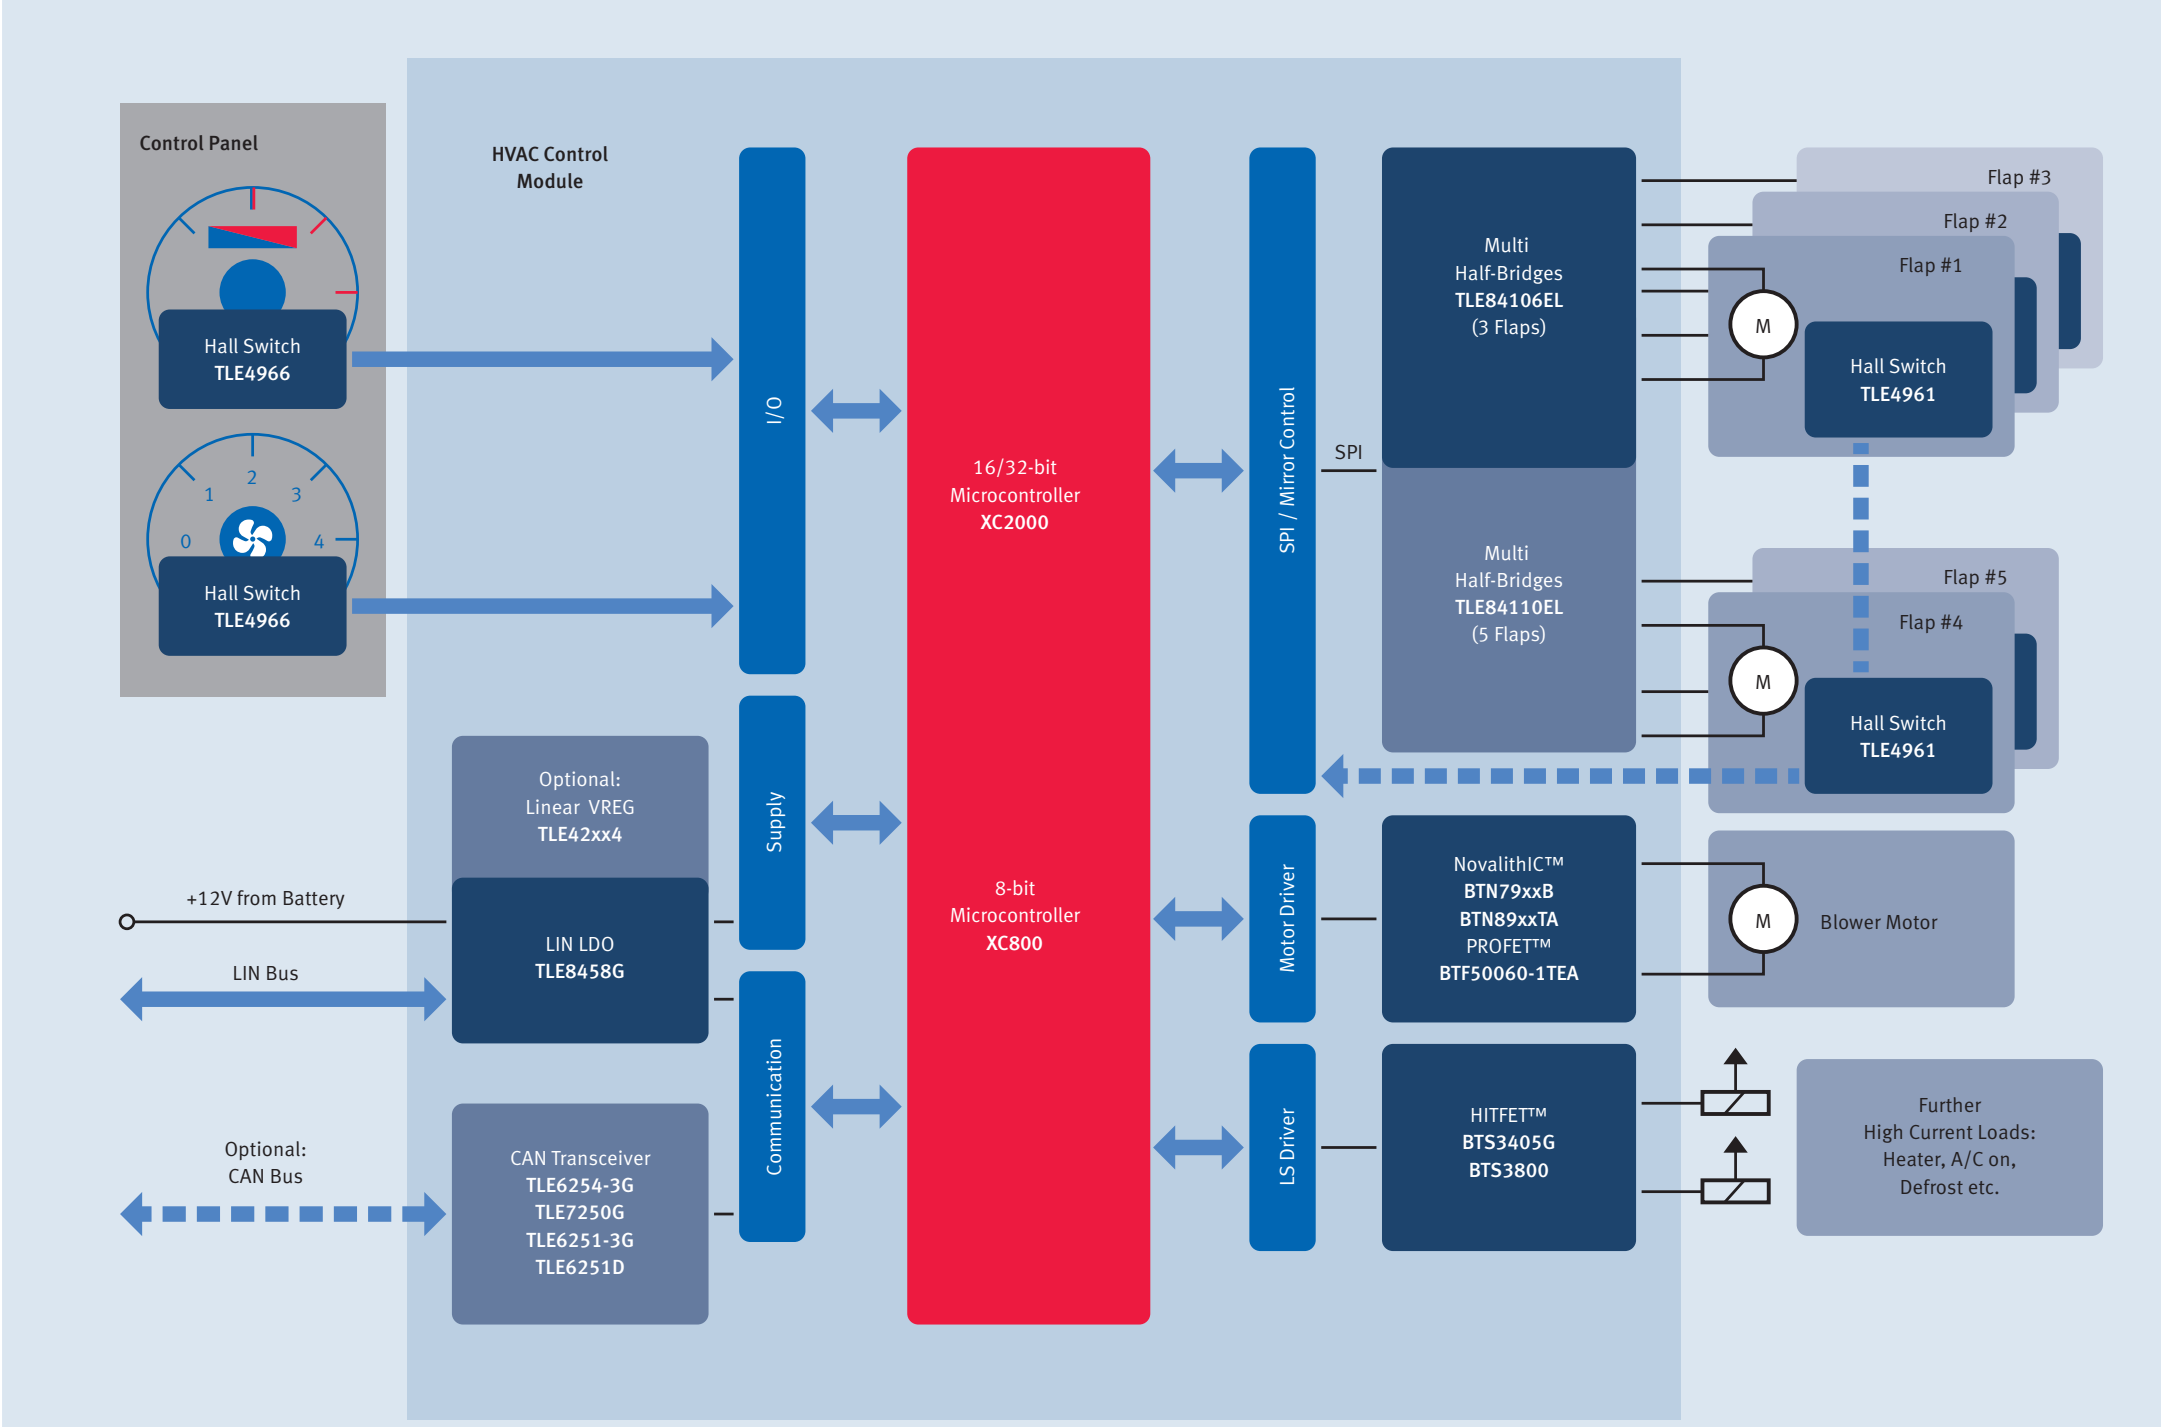 Control Panel
Hall Switch
TLE4966
2
1
3
0
4
Hall Switch
TLE4966
HVAC Control
Module
I/O
Optional:
Linear VREG
TLE42xx4
Supply
+12V from Battery
LIN LDO
TLE8458G
LIN Bus
Communication
Optional:
CAN Bus
CAN Transceiver
TLE6254-3G
TLE7250G
TLE6251-3G
TLE6251D
16/32-bit
Microcontroller
XC2000
8-bit
Microcontroller
XC800
SPI / Mirror Control
SPI
Multi
Half-Bridges
TLE84106EL
(3 Flaps)
Multi
Half-Bridges
TLE84110EL
(5 Flaps)
Flap #3
Flap #2
Flap #1
M
Hall Switch
TLE4961
Flap #5
Flap #4
M
Hall Switch
TLE4961
Motor Driver
NovalithIC™
BTN79xxB
BTN89xxTA
PROFET™
BTF50060-1TEA
M
Blower Motor
LS Driver
HITFET™
BTS3405G
BTS3800
Further
High Current Loads:
Heater, A/C on,
Defrost etc.